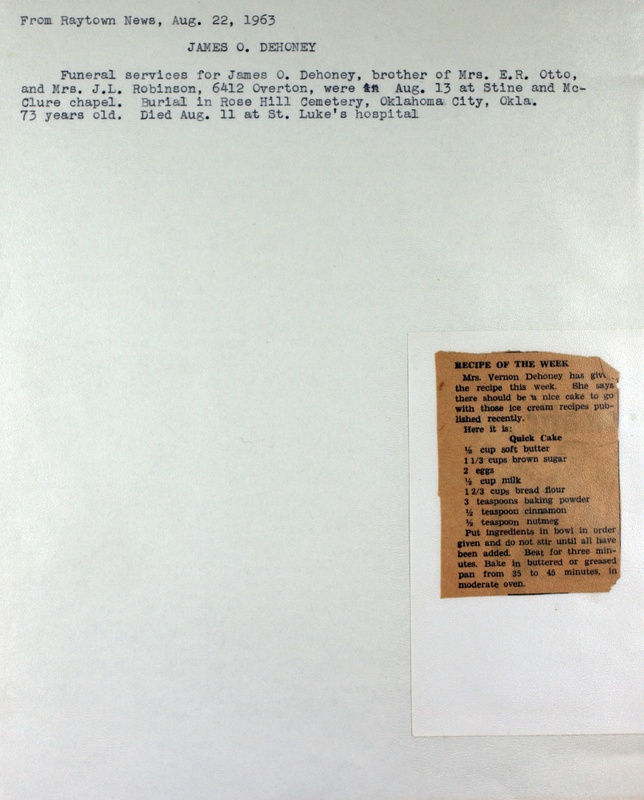 From Raytown News, Aug. 22, 1963
JAMES O. DEHONEY
Funeral services for James O. Dehoney, brother of Mrs. E.R. Otto,
and Mrs. J.L. Robinson, 6412 Overton, were in Aug. 13 at Stine and Mc-
Clure chapel. Burial in Rose Hill Cemetery, Oklahoma City, Okla.
73 years old. Died Aug. 11 at St. Luke's hospital
RECIPE OF THE WEEK
Mrs. Vernon Dehoney has giv
the recipe this week. She says
there should be a nice cake to go
with those ice cream recipes pub-
lished recently.
Here it is:
Quick Cake
½ cup soft butter
1 1/3 cups brown sugar
2 eggs
½ cup milk
1 2/3 cups bread flour
3 teaspoons baking powder
½ teaspoon cinnamon
½ teaspoon nutmeg
Put ingredients in bowl in order
given and do not stir until all have
been added. Beat for three min-
utes. Bake in buttered or greased
pan from 35 to 45 minutes, in
moderate oven.